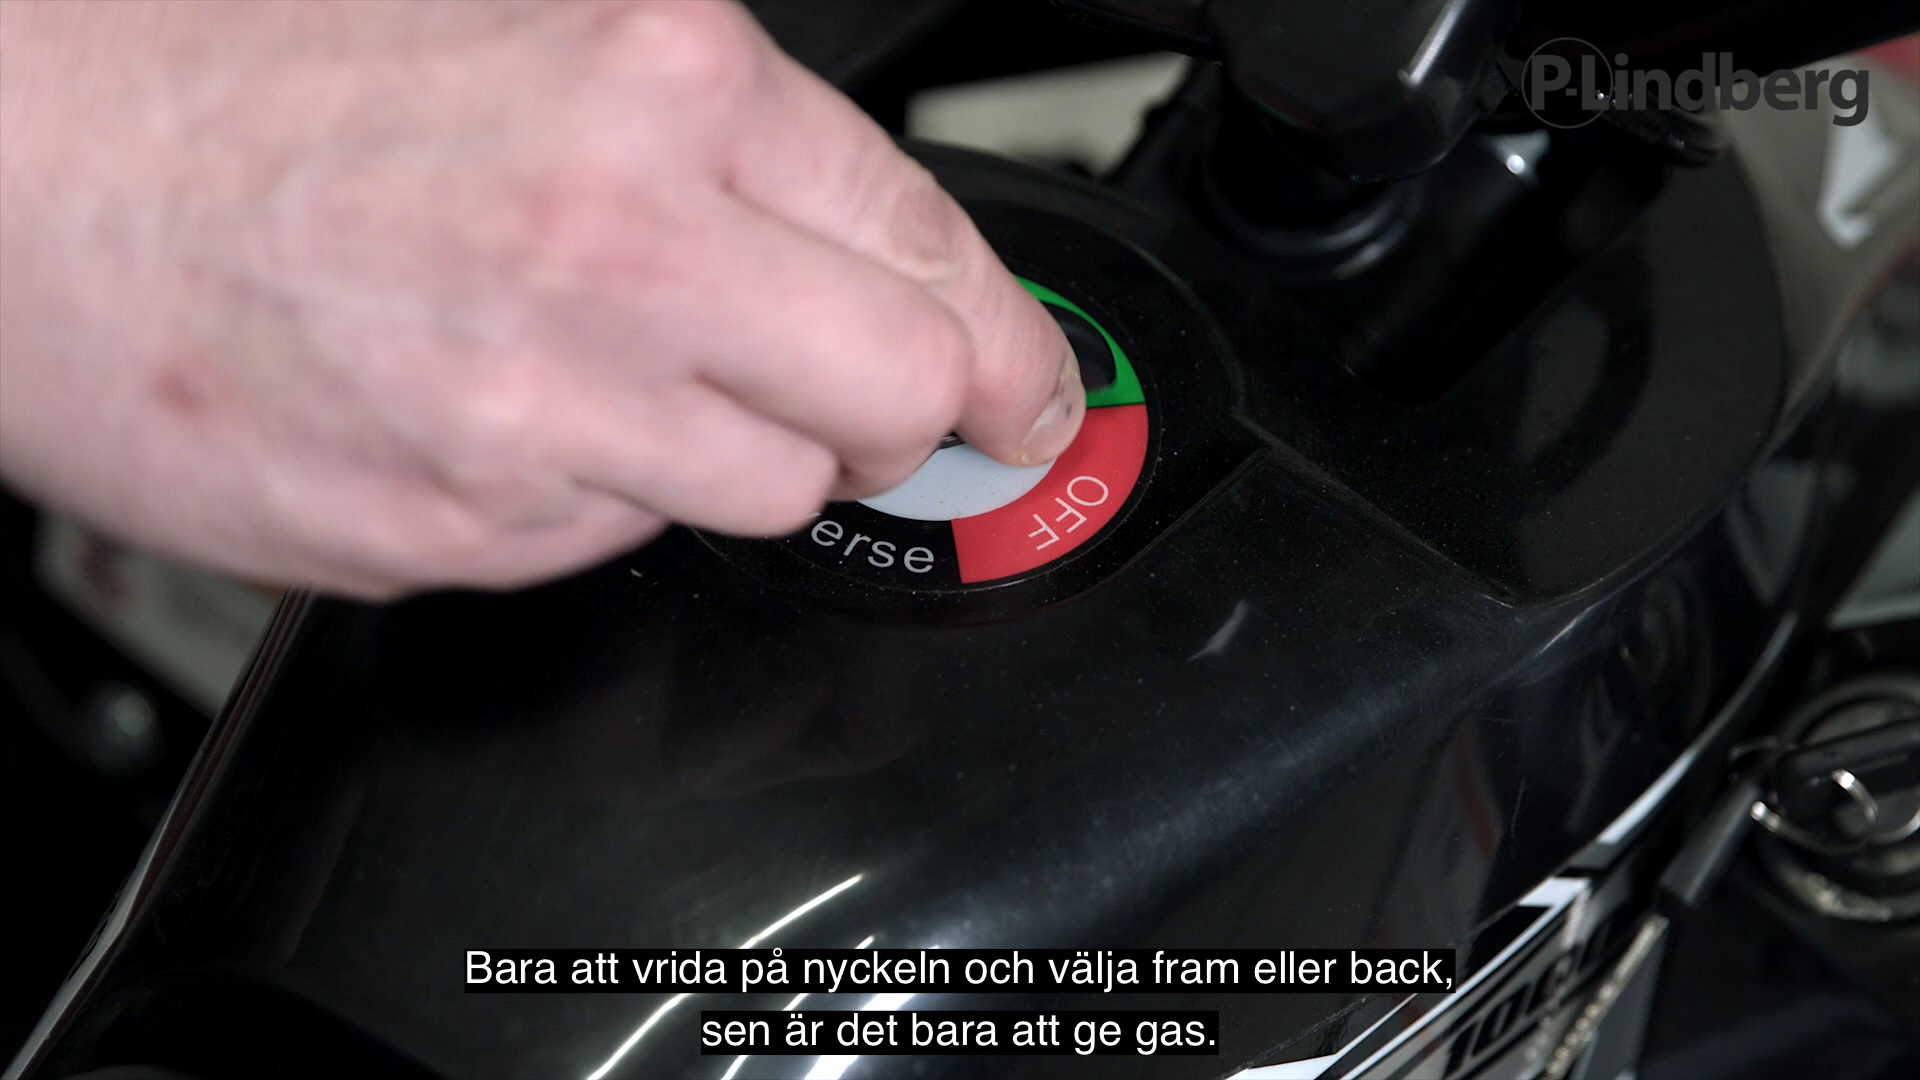 P-Lindberg
OFF
erse
Bara att vrida på nyckeln och välja fram eller back,
sen är det bara att ge gas.